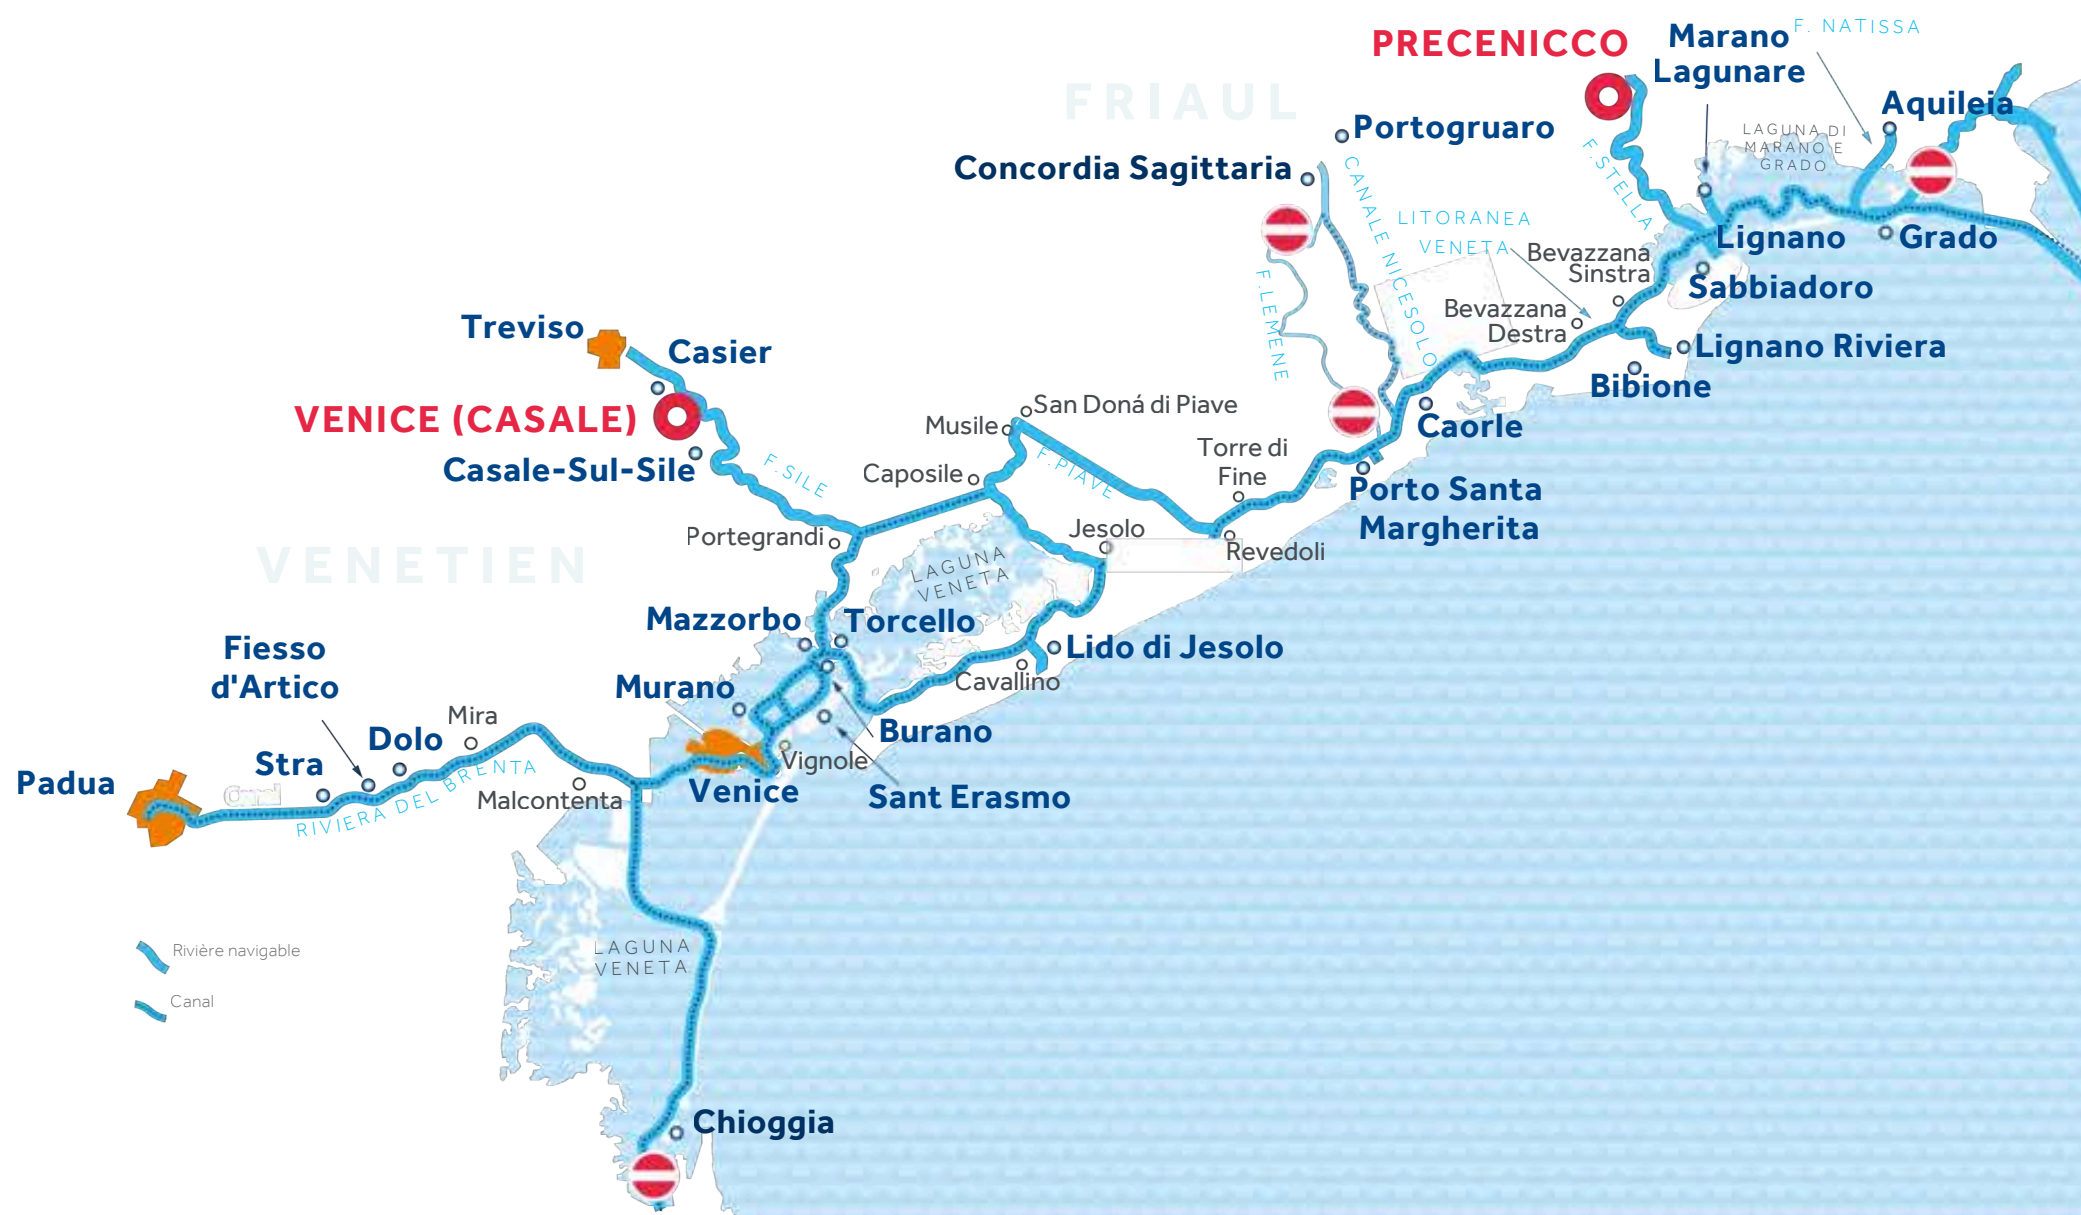 PRECENICCO
Marano
Lagunare
F. NATISSA
Aquileia
FRIAUL
Portogruaro
Concordia Sagittaria
LAGUNA DI
MARANO E
GRADO
F. STELLA
CANALE NICESOLO
LITORANEA
VENETA
Bevazzana
Sinstra
Lignano
Sabbiadoro
Grado
F. LEMENE
Bevazzana
Destra
Lignano Riviera
Bibione
Treviso
Casier
VENICE (CASALE)
Casale-Sul-Sile
F. SILE
San Doná di Piave
Musile
F. PIAVE
Caposile
Torre di
Fine
Caorle
Porto Santa
Margherita
Portegrandi
Jesolo
Revedoli
LAGUNA
VENETA
VENETIEN
Mazzorbo
Torcello
Lido di Jesolo
Cavallino
Fiesso
d'Artico
Murano
Burano
Mira
Dolo
Stra
Vignole
Padua
Canal
RIVIERA DEL BRENTA
Malcontenta
Venice
Sant Erasmo
Rivière navigable
Canal
LAGUNA
VENETA
Chioggia